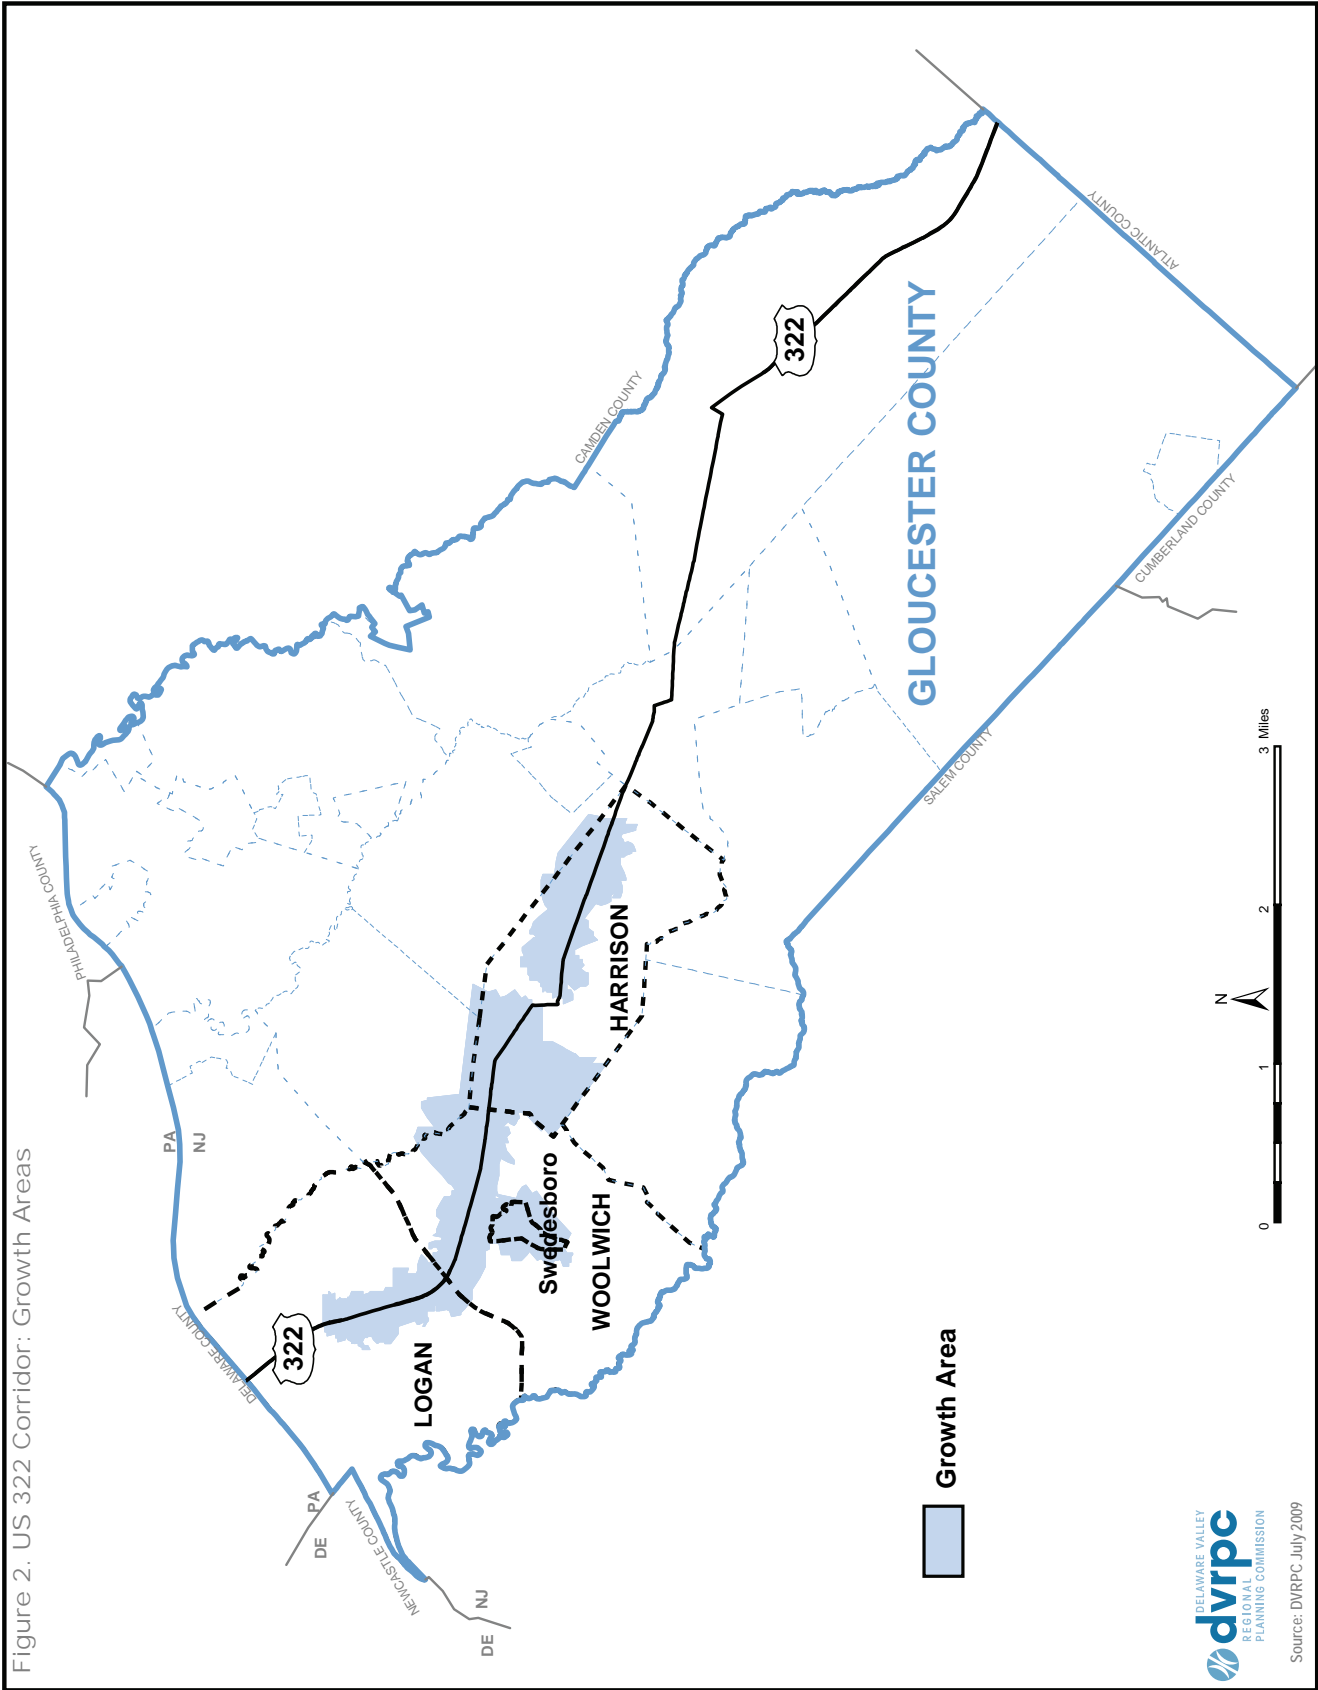 Figure 2. US 322 Corridor: Growth Areas
PHILADELPHIA COUNTY
CAMDEN COUNTY
ATLANTIC COUNTY
CUMBERLAND COUNTY
SALEM COUNTY
NEWCASTLE COUNTY
DELAWARE COUNTY
PA
NJ
PA
DE
NJ
DE
322
322
GLOUCESTER COUNTY
LOGAN
WOOLWICH
Swedesboro
HARRISON
Growth Area
N
0
1
2
3 Miles
DELAWARE VALLEY
dvrpc
REGIONAL
PLANNING COMMISSION
Source: DVRPC July 2009